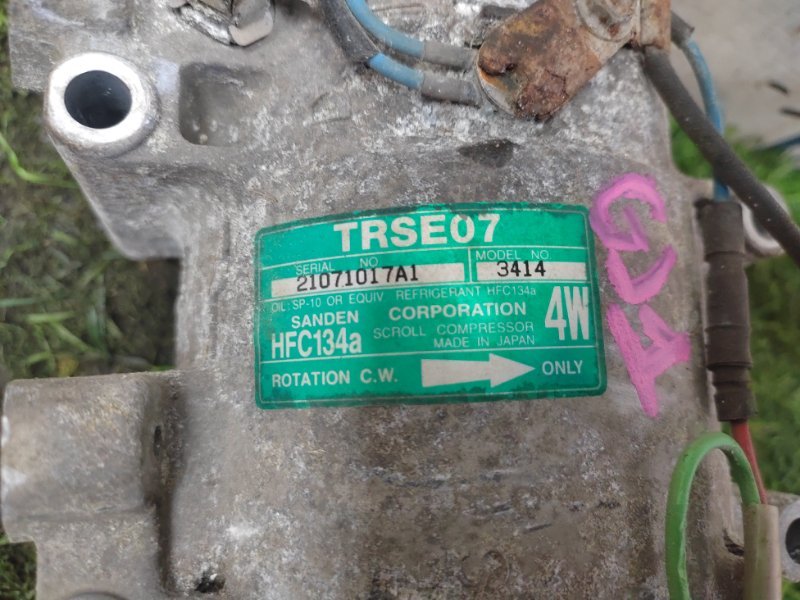 TRSE07
SERIAL NO. MODEL NO.
21071017A1 3414
OIL: SP-10 OR EQUIV REFRIGERANT HFC134a
SANDEN CORPORATION 4W
HFC134a SCROLL COMPRESSOR
MADE IN JAPAN
ROTATION C.W. ONLY